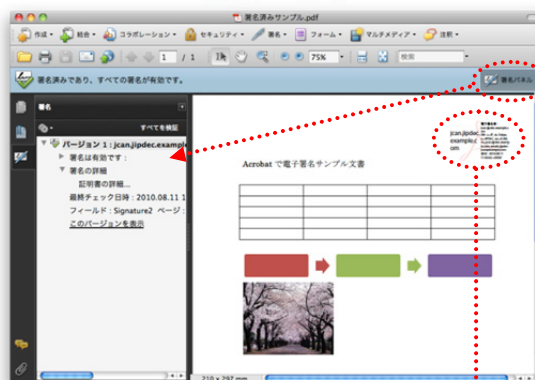 署名済みサンプル.pdf
作成 結合 コラボレーション セキュリティ 署名 フォーム マルチメディア 注釈
1 / 1 75% 検索
署名済みであり、すべての署名が有効です。 署名パネル
署名
すべてを検証
バージョン 1 : jcan.jipdec.example
署名は有効です :
署名の詳細
証明書の詳細...
最終チェック日時 : 2010.08.11 1
フィールド : Signature2 ページ :
このバージョンを表示
jcan.jipdec
example.c
om
Acrobat で電子署名サンプル文書
210 x 297 mm